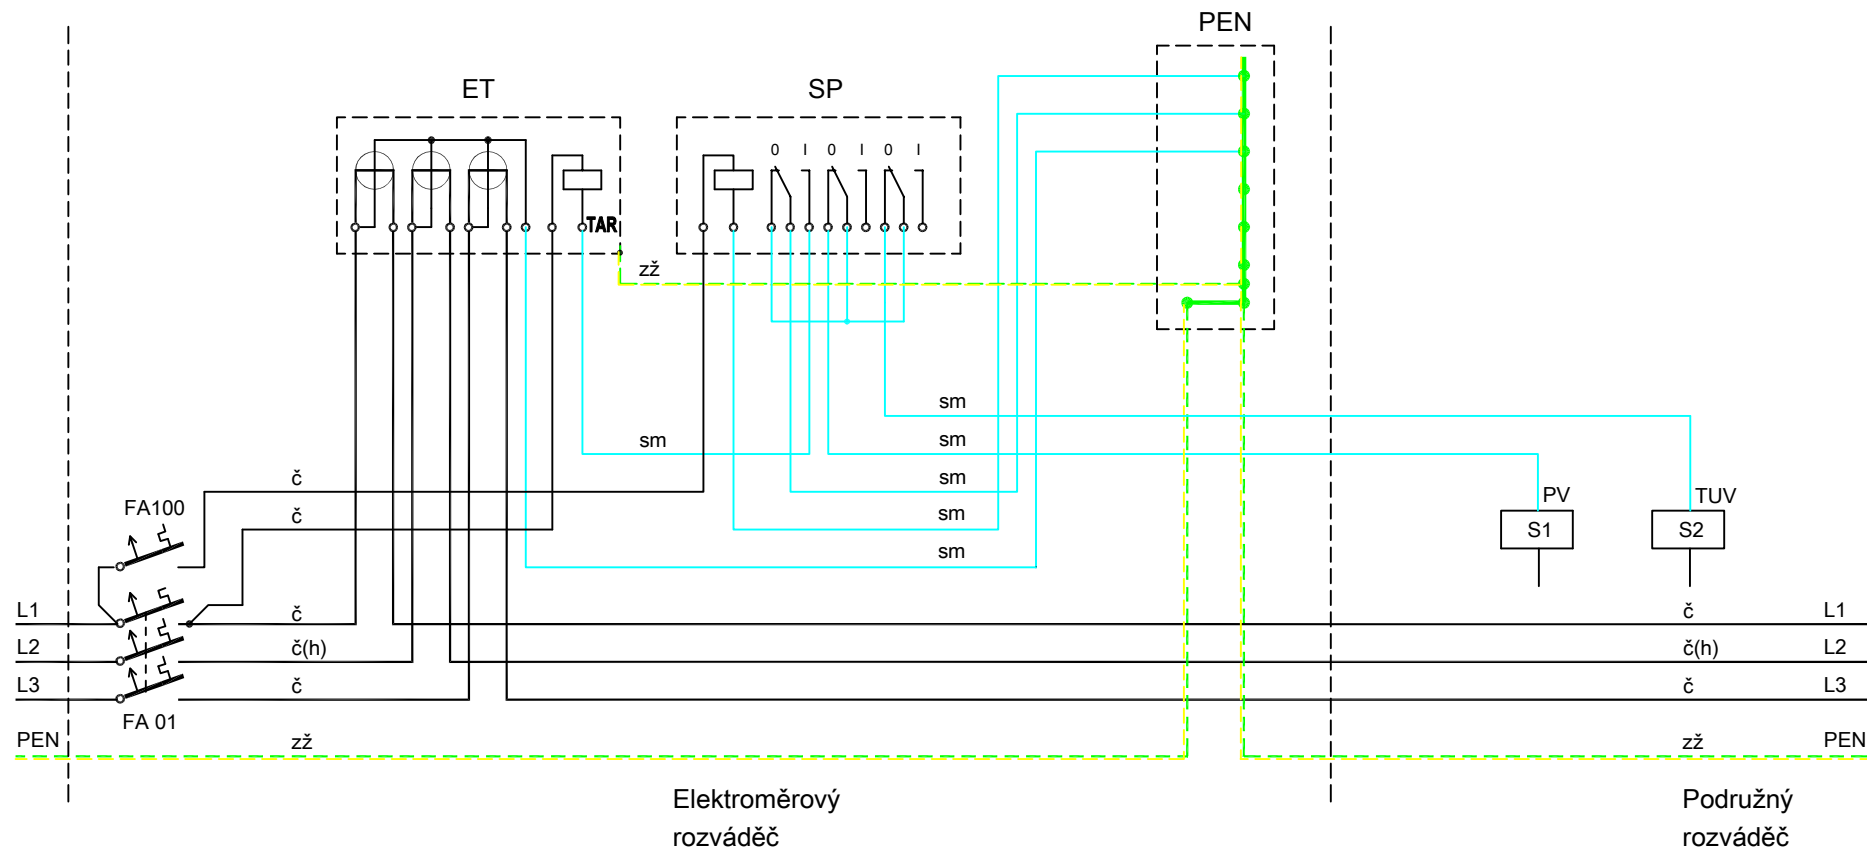 PEN
ET
SP
0 I 0 I 0 I
TAR
zž
sm
sm
sm
č
sm
FA100
PV
TUV
č
sm
S1
S2
sm
L1
č
č
L1
L2
č(h)
č(h)
L2
L3
č
č
L3
FA 01
PEN
zž
zž
PEN
Elektroměrový
rozváděč
Podružný
rozváděč